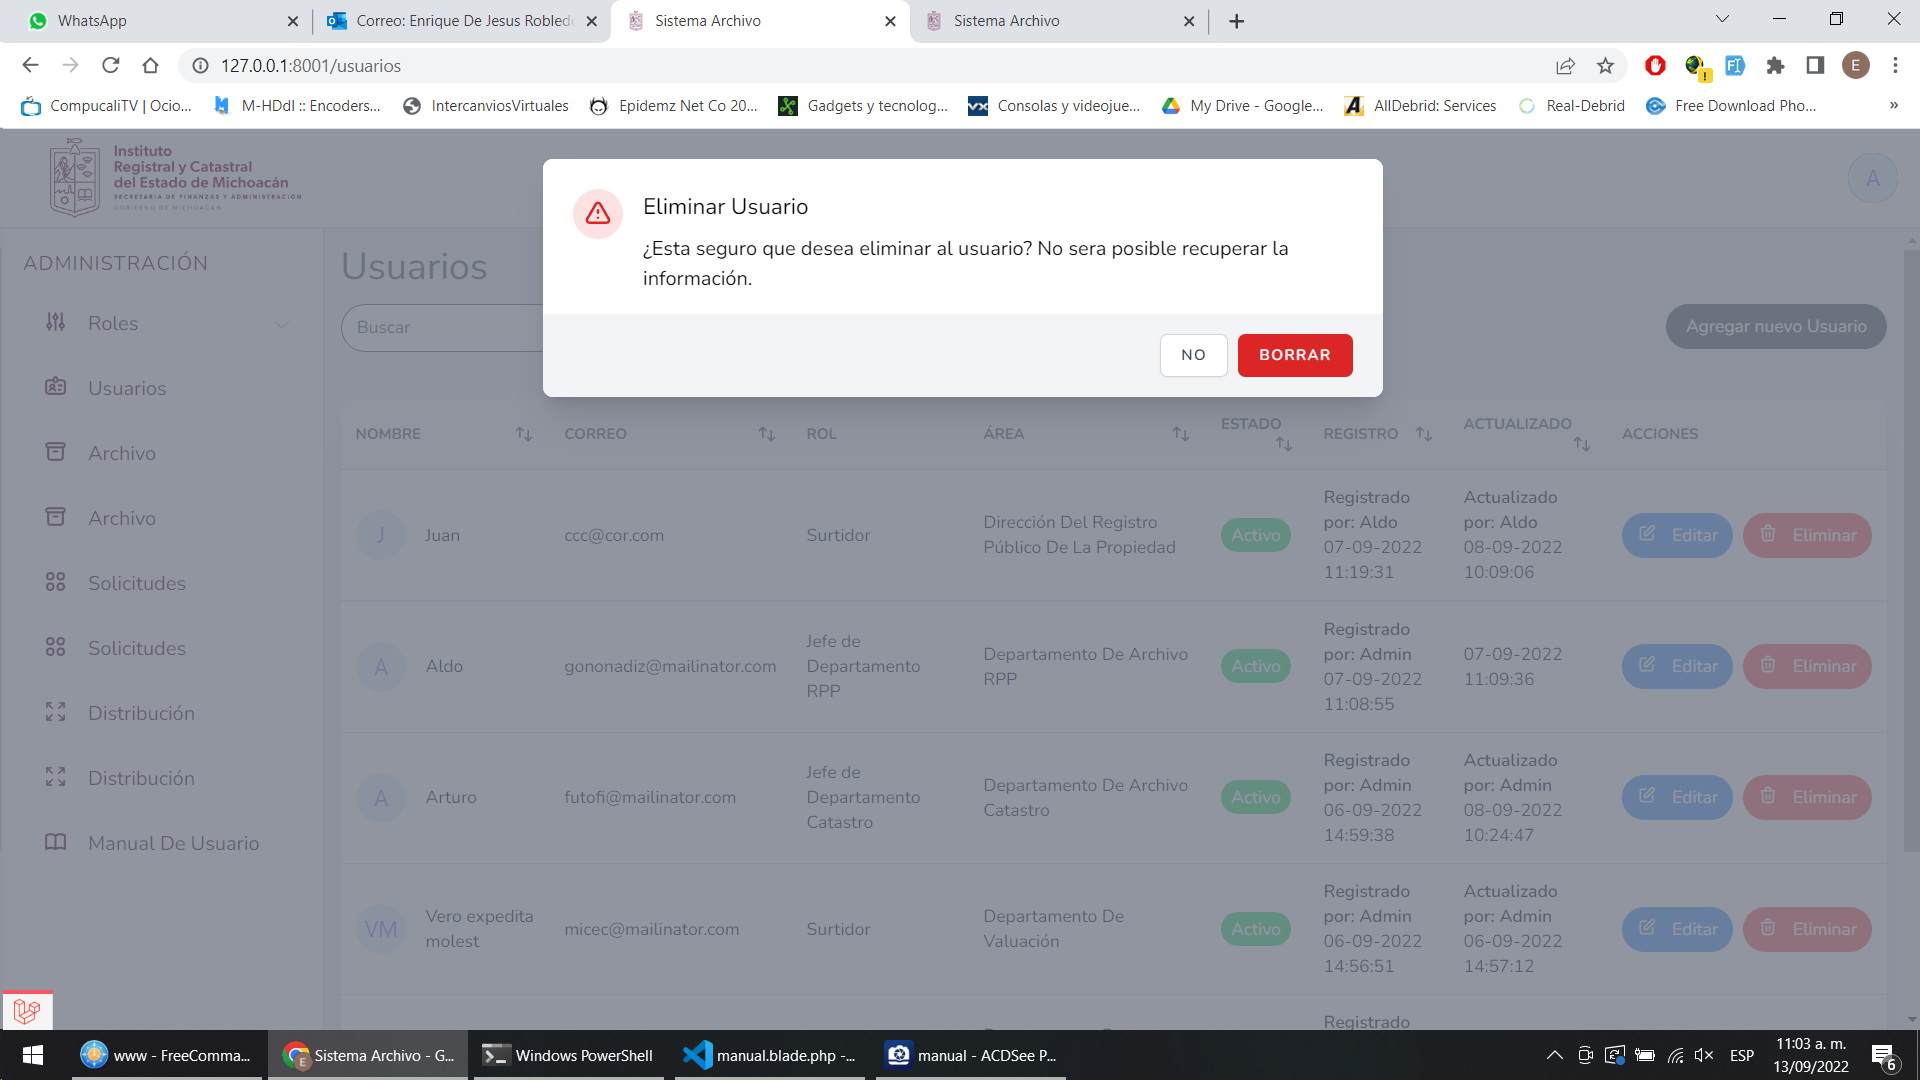 WhatsApp
Correo: Enrique De Jesus Robled
Sistema Archivo
Sistema Archivo
127.0.0.1:8001/usuarios
E
CompucaliTV | Ocio...
M-HDdl :: Encoders...
IntercanviosVirtuales
Epidemz Net Co 20...
Gadgets y tecnolog...
Consolas y videojue...
My Drive - Google...
AllDebrid: Services
Real-Debrid
Free Download Pho...
»
Instituto
Registral y Catastral
del Estado de Michoacán
SECRETARÍA DE FINANZAS Y ADMINISTRACIÓN
GOBIERNO DE MICHOACÁN
A
Eliminar Usuario
¿Esta seguro que desea eliminar al usuario? No sera posible recuperar la
información.
NO
BORRAR
ADMINISTRACIÓN
Roles
Usuarios
Archivo
Archivo
Solicitudes
Solicitudes
Distribución
Distribución
Manual De Usuario
Usuarios
Buscar
Agregar nuevo Usuario
NOMBRE
CORREO
ROL
ÁREA
ESTADO
REGISTRO
ACTUALIZADO
ACCIONES
J
Juan
ccc@cor.com
Surtidor
Dirección Del Registro
Público De La Propiedad
Activo
Registrado
por: Aldo
07-09-2022
11:19:31
Actualizado
por: Aldo
08-09-2022
10:09:06
Editar
Eliminar
A
Aldo
gononadiz@mailinator.com
Jefe de
Departamento
RPP
Departamento De Archivo
RPP
Activo
Registrado
por: Admin
07-09-2022
11:08:55
07-09-2022
11:09:36
Editar
Eliminar
A
Arturo
futofi@mailinator.com
Jefe de
Departamento
Catastro
Departamento De Archivo
Catastro
Activo
Registrado
por: Admin
06-09-2022
14:59:38
Actualizado
por: Admin
08-09-2022
10:24:47
Editar
Eliminar
VM
Vero expedita
molest
micec@mailinator.com
Surtidor
Departamento De
Valuación
Activo
Registrado
por: Admin
06-09-2022
14:56:51
Actualizado
por: Admin
06-09-2022
14:57:12
Editar
Eliminar
Registrado
www - FreeComma...
Sistema Archivo - G...
Windows PowerShell
manual.blade.php -...
manual - ACDSee P...
ESP
11:03 a. m.
13/09/2022
6